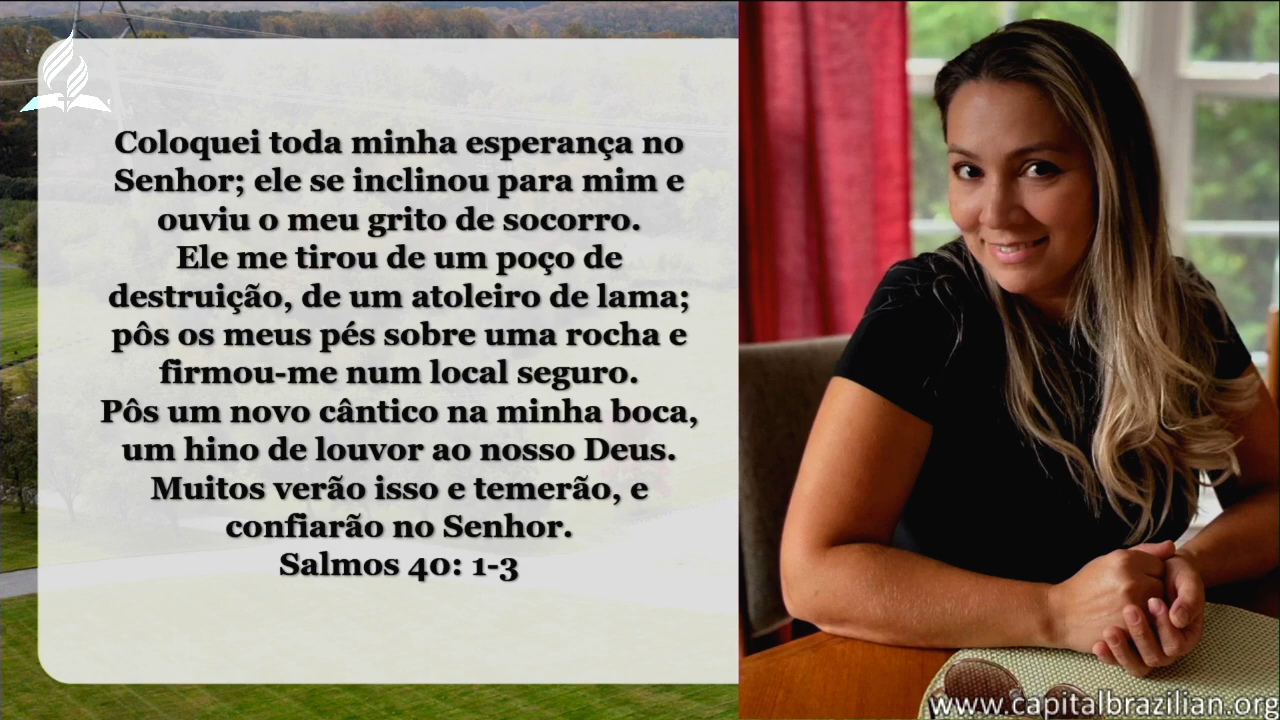 Coloquei toda minha esperança no
Senhor; ele se inclinou para mim e
ouviu o meu grito de socorro.
Ele me tirou de um poço de
destruição, de um atoleiro de lama;
pôs os meus pés sobre uma rocha e
firmou-me num local seguro.
Pôs um novo cântico na minha boca,
um hino de louvor ao nosso Deus.
Muitos verão isso e temerão, e
confiarão no Senhor.
Salmos 40: 1-3
www.capitalbrazilian.org